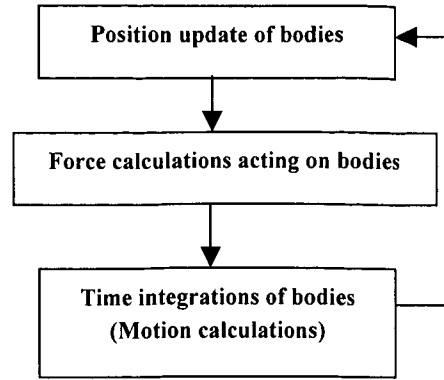 Position update of bodies
Force calculations acting on bodies
Time integrations of bodies
(Motion calculations)